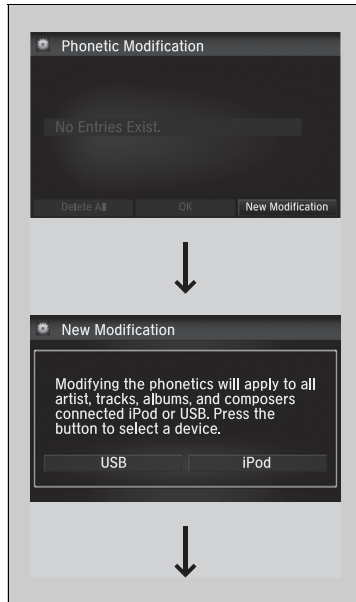 Phonetic Modification
No Entries Exist.
Delete All
OK
New Modification
New Modification
Modifying the phonetics will apply to all
artist, tracks, albums, and composers
connected iPod or USB. Press the
button to select a device.
USB
iPod